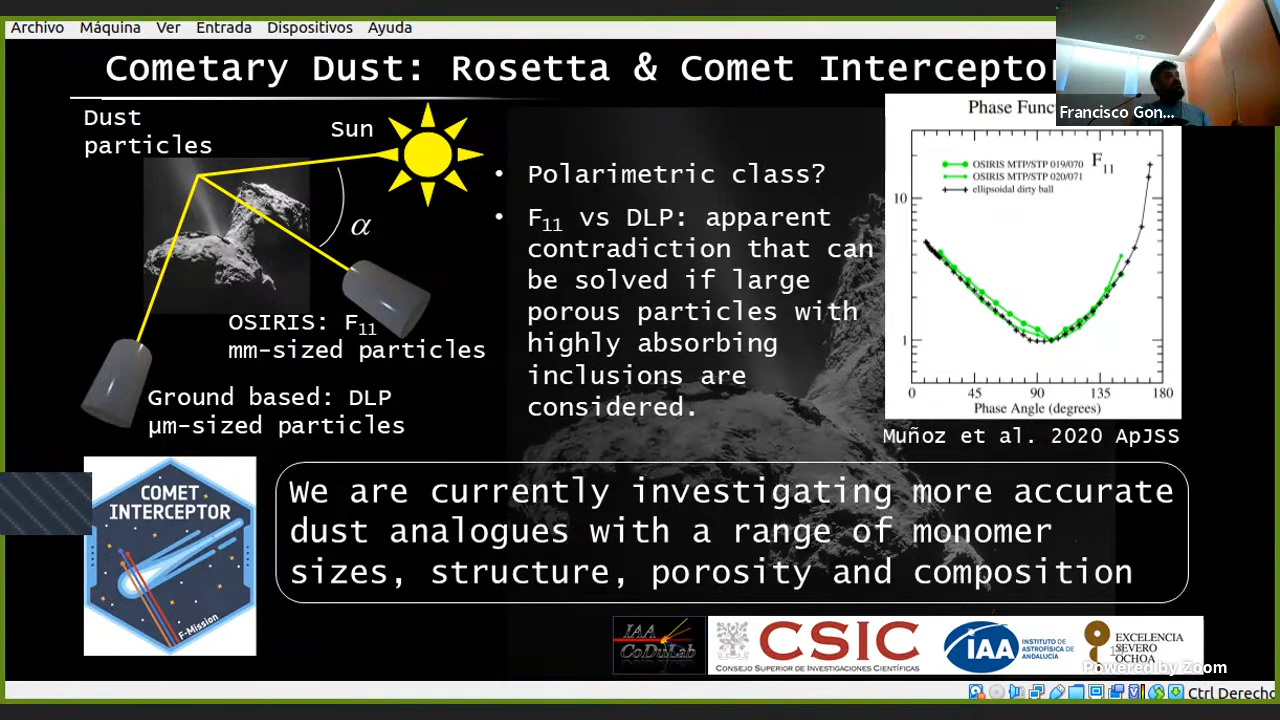 Archivo Máquina Ver Entrada Dispositivos Ayuda
Cometary Dust: Rosetta & Comet Interceptor
Francisco Gon...
Dust
particles
Sun
α
OSIRIS: F11
mm-sized particles
Ground based: DLP
μm-sized particles
• Polarimetric class?
• F11 vs DLP: apparent
contradiction that can
be solved if large
porous particles with
highly absorbing
inclusions are
considered.
Phase Func
OSIRIS MTP/STP 019/070
OSIRIS MTP/STP 020/071
ellipsoidal dirty ball
F11
10
1
0 45 90 135 180
Phase Angle (degrees)
Muñoz et al. 2020 ApJSS
COMET
INTERCEPTOR
F-Mission
We are currently investigating more accurate
dust analogues with a range of monomer
sizes, structure, porosity and composition
IAA
CoDuLab
CSIC
CONSEJO SUPERIOR DE INVESTIGACIONES CIENTÍFICAS
IAA
INSTITUTO DE
ASTROFÍSICA DE
ANDALUCÍA
EXCELENCIA
SEVERO
OCHOA
Powered by Zoom
Ctrl Derecho